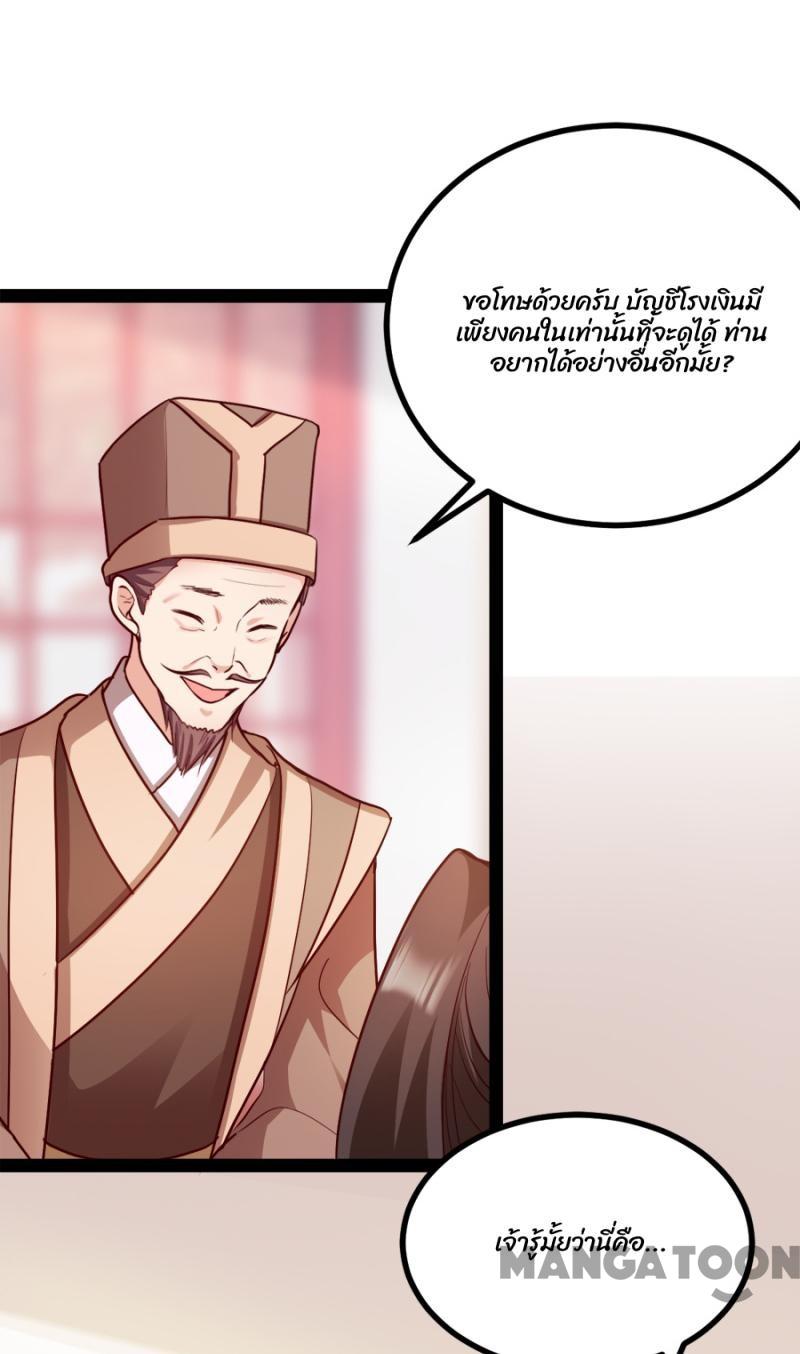 ขอโทษด้วยครับ บัญชีโรงเงินมี
เพียงคนในเท่านั้นที่จะดูได้ ท่าน
อยากได้อย่างอื่นอีกมั้ย?
เจ้ารู้มั้ยว่านี่คือ...
MANGATOON